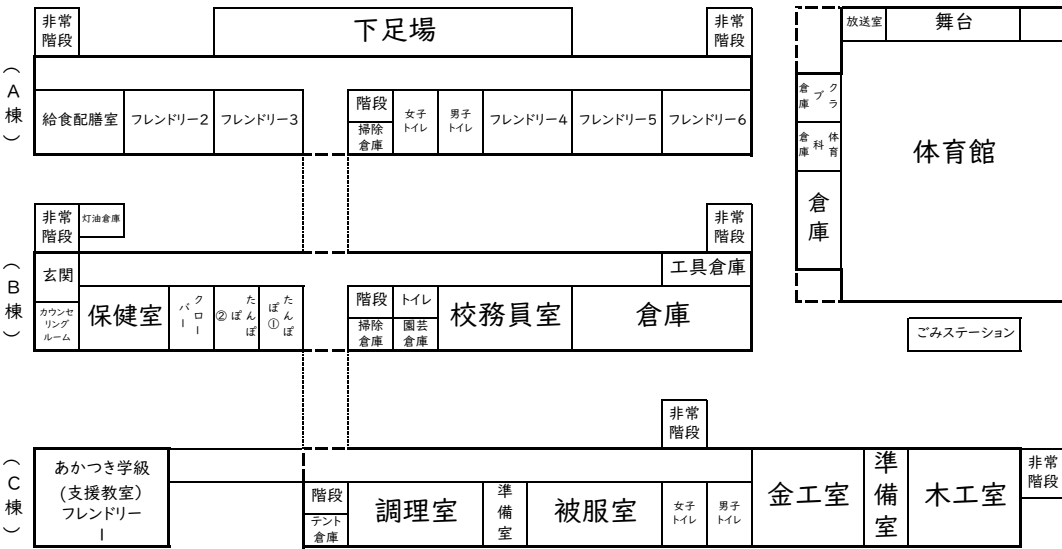 非常
階段
下足場
非常
階段
放送室
舞台
（A棟）
給食配膳室
フレンドリー2
フレンドリー3
階段
掃除
倉庫
女子
トイレ
男子
トイレ
フレンドリー4
フレンドリー5
フレンドリー6
クラブ
倉庫
体育科
倉庫
倉庫
体育館
非常
階段
灯油倉庫
非常
階段
（B棟）
玄関
カウンセ
リング
ルーム
保健室
クロー
バー
たんぽ
ぽ②
たんぽ
ぽ①
階段
掃除
倉庫
トイレ
園芸
倉庫
校務員室
工具倉庫
倉庫
ごみステーション
非常
階段
（C棟）
あかつき学級
(支援教室)
フレンドリー
1
階段
テント
倉庫
調理室
準備室
被服室
女子
トイレ
男子
トイレ
金工室
準備室
木工室
非常
階段